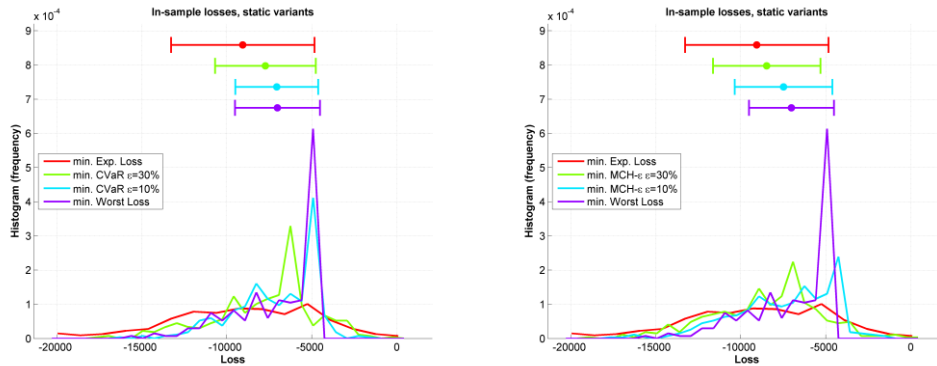 In-sample losses, static variants
x 10⁻⁴
9
8
7
6
5
4
3
2
1
0
Histogram (frequency)
min. Exp. Loss
min. CVaR ε=30%
min. CVaR ε=10%
min. Worst Loss
-20000 -15000 -10000 -5000 0
Loss
In-sample losses, static variants
x 10⁻⁴
9
8
7
6
5
4
3
2
1
0
Histogram (frequency)
min. Exp. Loss
min. MCH-ε ε=30%
min. MCH-ε ε=10%
min. Worst Loss
-20000 -15000 -10000 -5000 0
Loss